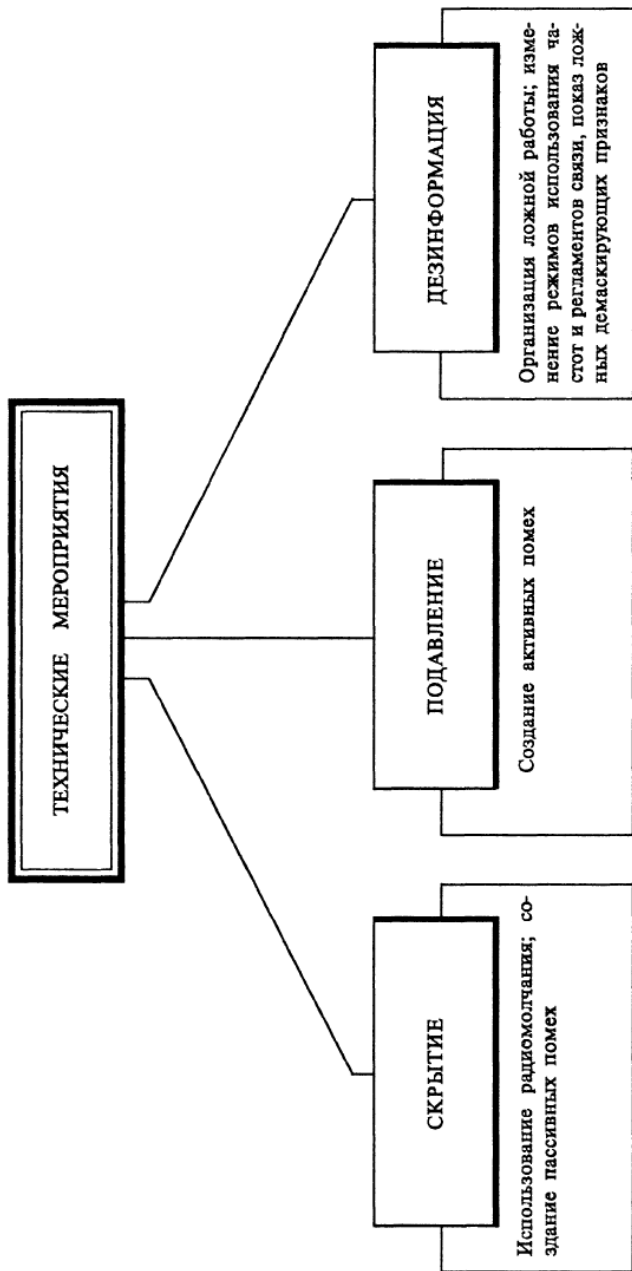 ТЕХНИЧЕСКИЕ МЕРОПРИЯТИЯ
СКРЫТИЕ
Использование радиомолчания; со-
здание пассивных помех
ПОДАВЛЕНИЕ
Создание активных помех
ДЕЗИНФОРМАЦИЯ
Организация ложной работы; изме-
нение режимов использования ча-
стот и регламентов связи, показ лож-
ных демаскирующих признаков